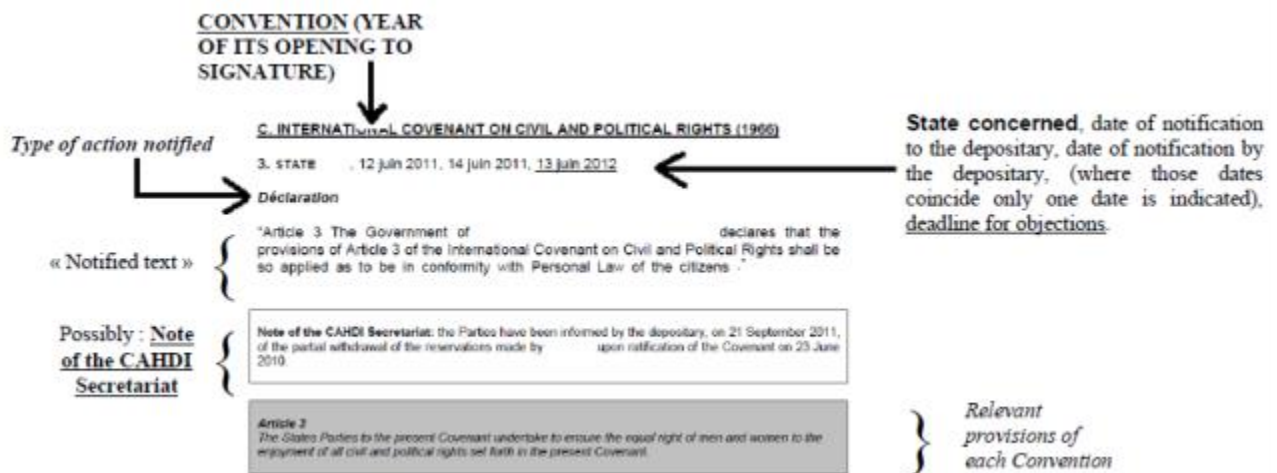 CONVENTION (YEAR
OF ITS OPENING TO
SIGNATURE)
Type of action notified
C. INTERNATIONAL COVENANT ON CIVIL AND POLITICAL RIGHTS (1966)
3. STATE , 12 juin 2011, 14 juin 2011, 13 juin 2012
Déclaration
State concerned, date of notification
to the depositary, date of notification by
the depositary, (where those dates
coincide only one date is indicated),
deadline for objections.
« Notified text »
"Article 3 The Government of declares that the
provisions of Article 3 of the International Covenant on Civil and Political Rights shall be
so applied as to be in conformity with Personal Law of the citizens ."
Possibly : Note
of the CAHDI
Secretariat
Note of the CAHDI Secretariat: the Parties have been informed by the depositary, on 21 September 2011,
of the partial withdrawal of the reservations made by upon ratification of the Covenant on 23 June
2010.
Article 3
The States Parties to the present Covenant undertake to ensure the equal right of men and women to the
enjoyment of all civil and political rights set forth in the present Covenant.
Relevant
provisions of
each Convention